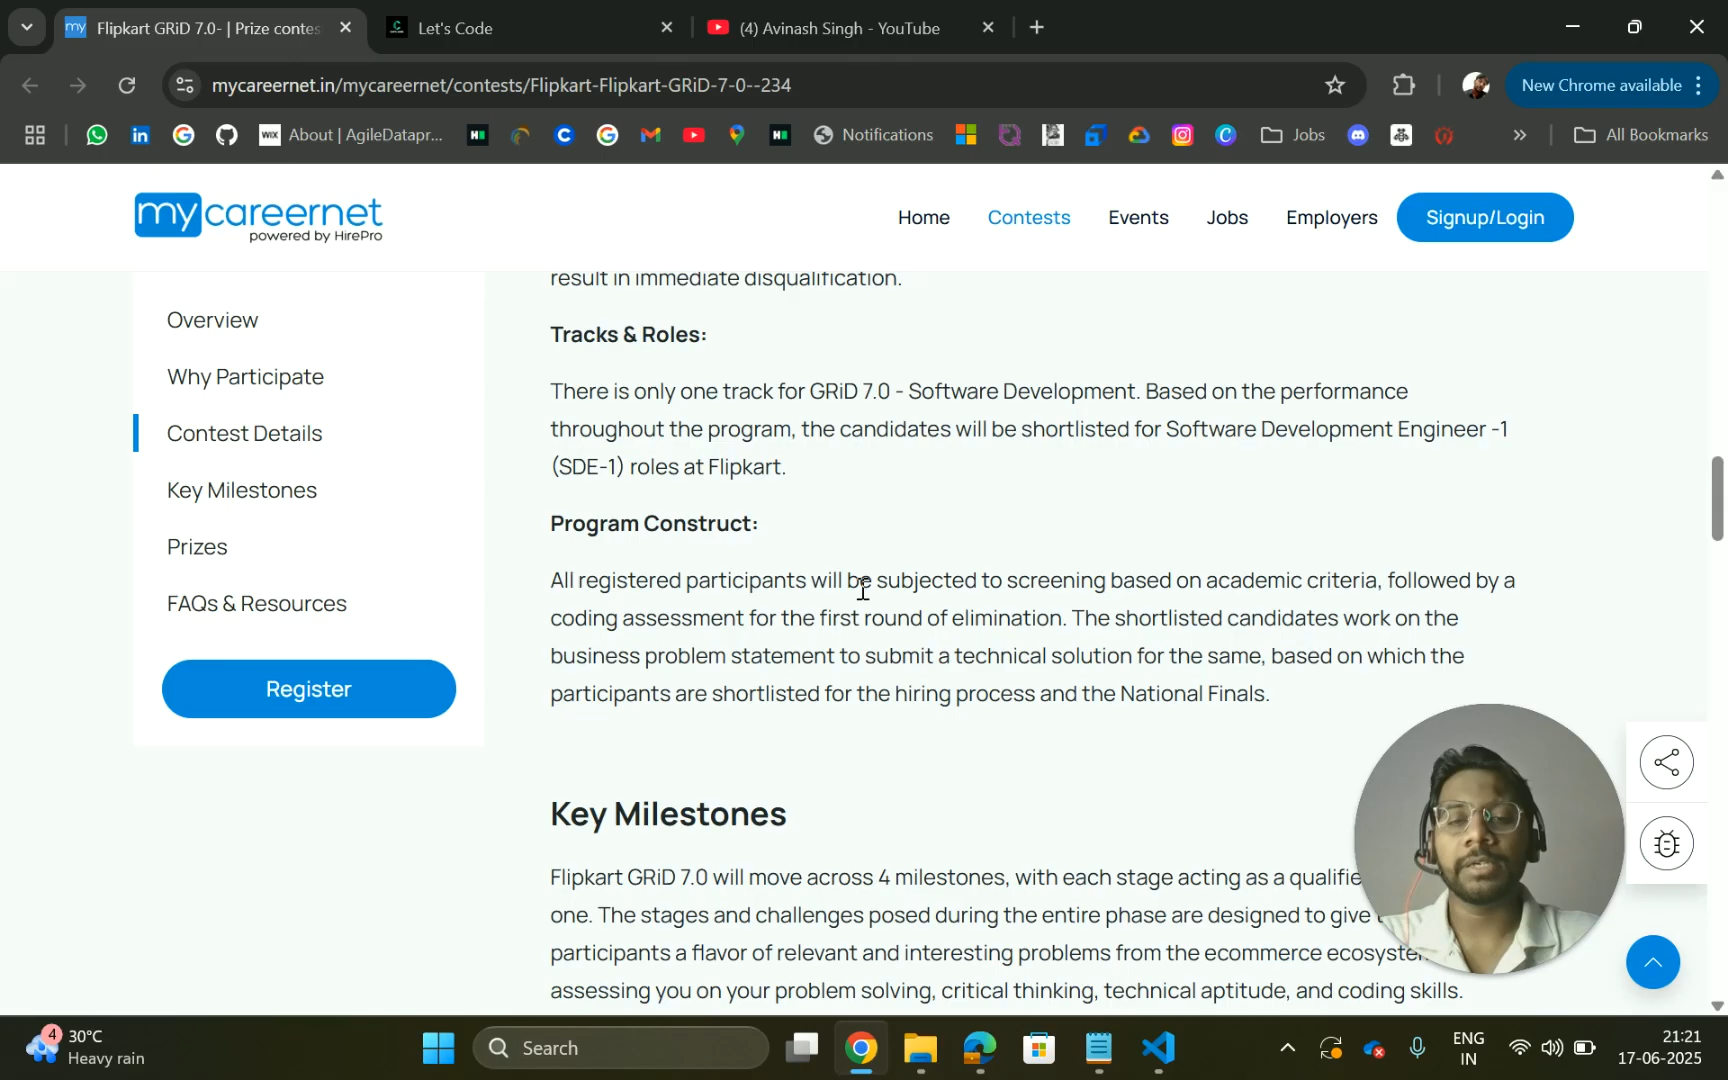 my Flipkart GRiD 7.0- | Prize contes
Let's Code
(4) Avinash Singh - YouTube
mycareernet.in/mycareernet/contests/Flipkart-Flipkart-GRiD-7-0--234
New Chrome available
WIX About | AgileDatapr...
Notifications
Jobs
All Bookmarks
mycareernet
powered by HirePro
Home
Contests
Events
Jobs
Employers
Signup/Login
Overview
Why Participate
Contest Details
Key Milestones
Prizes
FAQs & Resources
Register
result in immediate disqualification.
Tracks & Roles:
There is only one track for GRiD 7.0 - Software Development. Based on the performance
throughout the program, the candidates will be shortlisted for Software Development Engineer -1
(SDE-1) roles at Flipkart.
Program Construct:
All registered participants will be subjected to screening based on academic criteria, followed by a
coding assessment for the first round of elimination. The shortlisted candidates work on the
business problem statement to submit a technical solution for the same, based on which the
participants are shortlisted for the hiring process and the National Finals.
Key Milestones
Flipkart GRiD 7.0 will move across 4 milestones, with each stage acting as a qualifie
one. The stages and challenges posed during the entire phase are designed to give
participants a flavor of relevant and interesting problems from the ecommerce ecosyste
assessing you on your problem solving, critical thinking, technical aptitude, and coding skills.
4
30°C
Heavy rain
Search
ENG
IN
21:21
17-06-2025